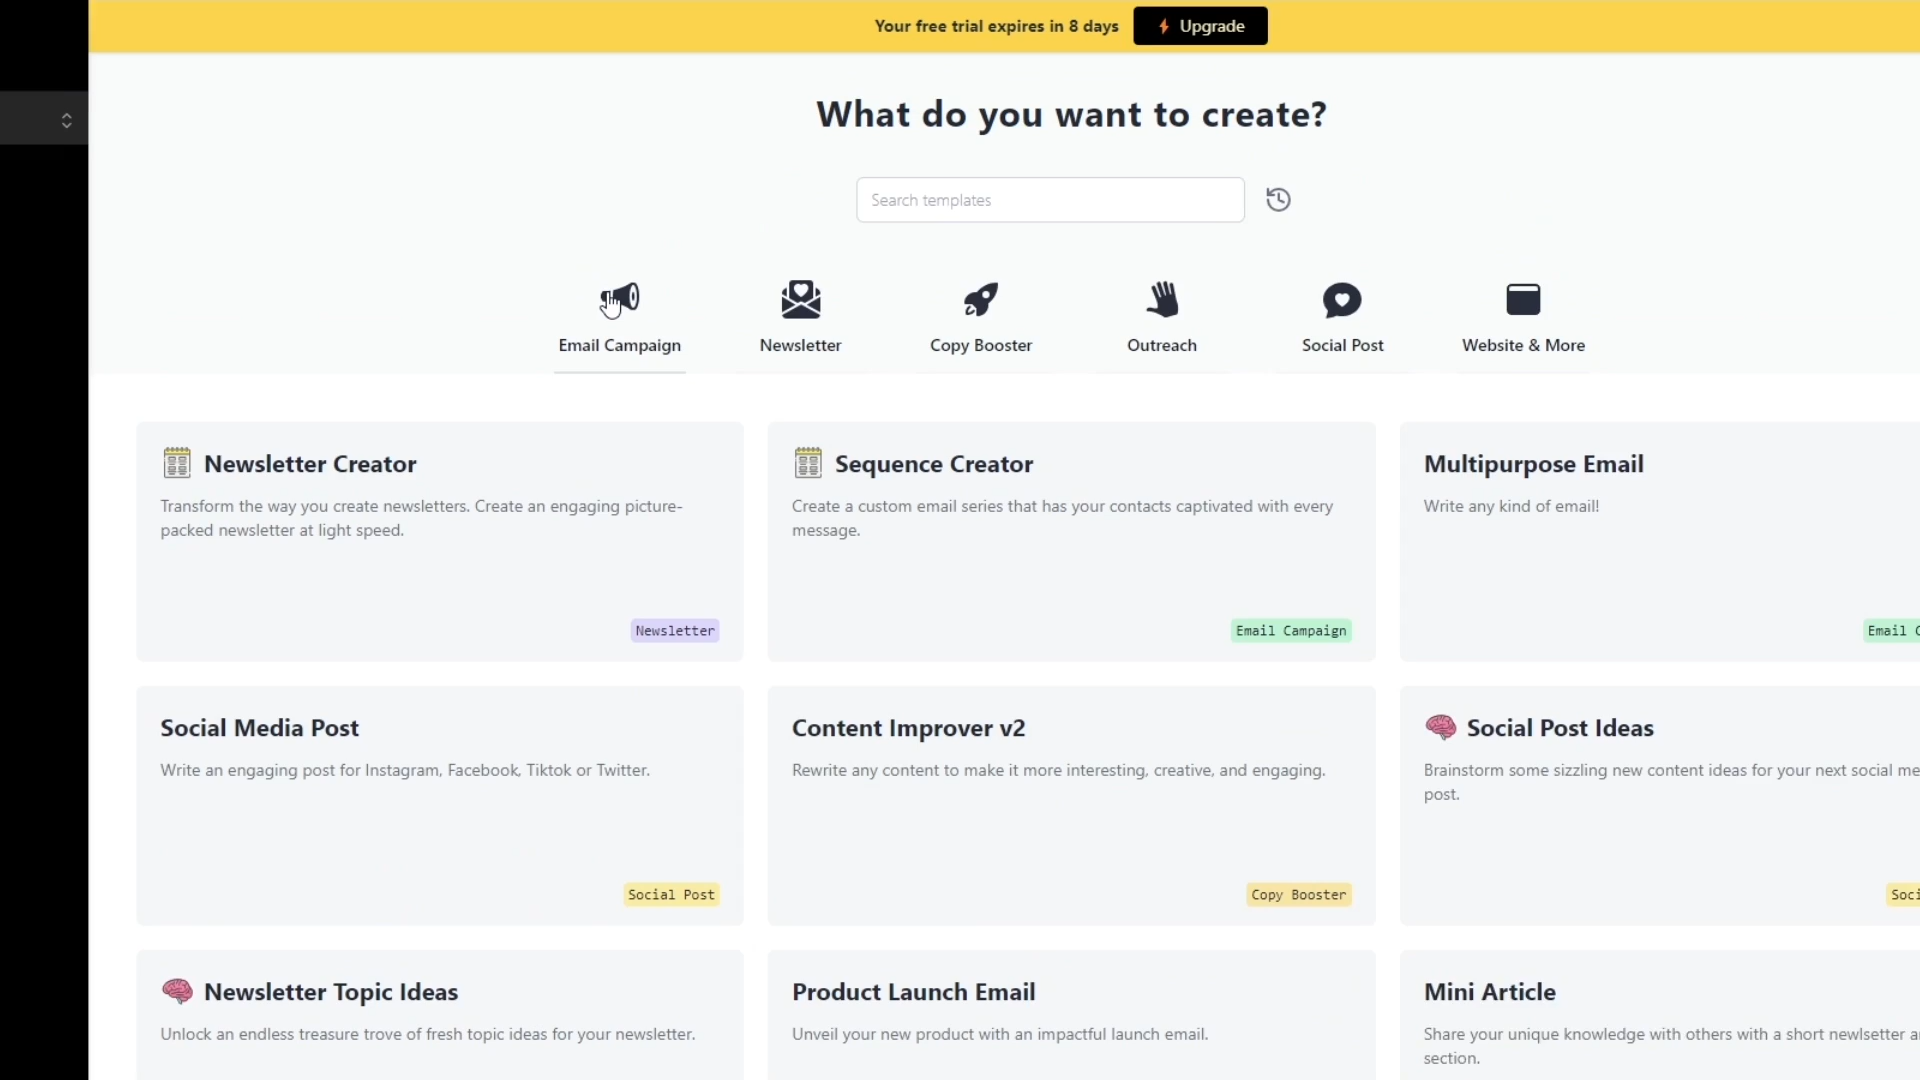 Your free trial expires in 8 days
Upgrade
What do you want to create?
Search templates
Email Campaign
Newsletter
Copy Booster
Outreach
Social Post
Website & More
Newsletter Creator
Transform the way you create newsletters. Create an engaging picture-
packed newsletter at light speed.
Newsletter
Sequence Creator
Create a custom email series that has your contacts captivated with every
message.
Email Campaign
Multipurpose Email
Write any kind of email!
Email C
Social Media Post
Write an engaging post for Instagram, Facebook, Tiktok or Twitter.
Social Post
Content Improver v2
Rewrite any content to make it more interesting, creative, and engaging.
Copy Booster
Social Post Ideas
Brainstorm some sizzling new content ideas for your next social me
post.
Soci
Newsletter Topic Ideas
Unlock an endless treasure trove of fresh topic ideas for your newsletter.
Product Launch Email
Unveil your new product with an impactful launch email.
Mini Article
Share your unique knowledge with others with a short newlsetter a
section.